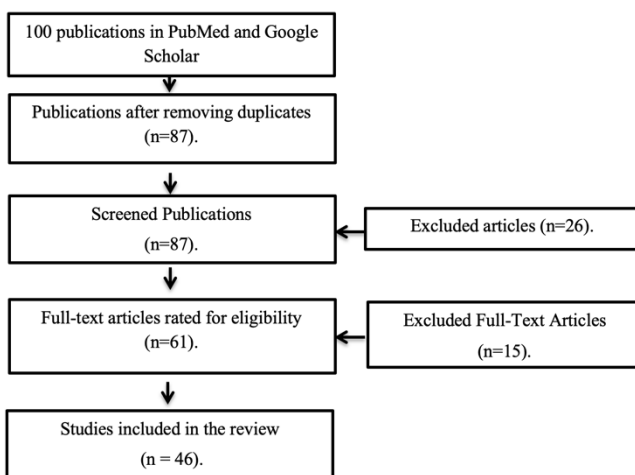 100 publications in PubMed and Google
Scholar
Publications after removing duplicates
(n=87).
Screened Publications
(n=87).
Excluded articles (n=26).
Full-text articles rated for eligibility
(n=61).
Excluded Full-Text Articles
(n=15).
Studies included in the review
(n = 46).